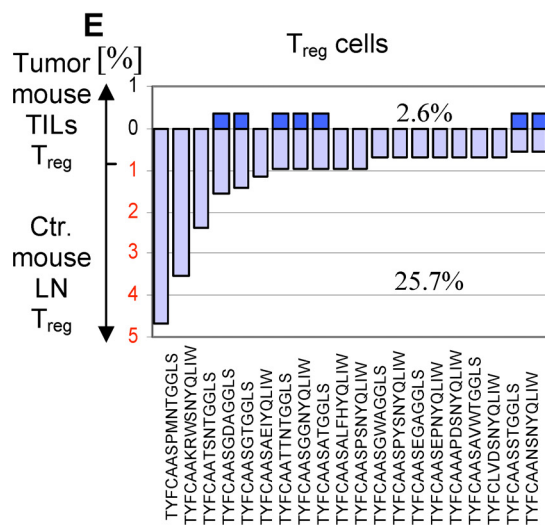 E
Treg cells
Tumor [%]
mouse
TILs
Treg
Ctr.
mouse
LN
Treg
1
0
1
2
3
4
5
2.6%
25.7%
TYFCAASPMNTGGLS
TYFCAAKRWSNYQLIW
TYFCAATSNTGGLS
TYFCAASGDAGGLS
TYFCAASGTGGLS
TYFCAASAEIYQLIW
TYFCAATTNTGGLS
TYFCAASGGNYQLIW
TYFCAASATGGLS
TYFCAASALFHYQLIW
TYFCAASPSNYQLIW
TYFCAASGWAGGLS
TYFCAASPYSNYQLIW
TYFCAASEGAGGLS
TYFCAASEPNYQLIW
TYFCAAAPDSNYQLIW
TYFCAASAVWTGGLS
TYFCLVDSNYQLIW
TYFCAASSTGGLS
TYFCAANSNYQLIW